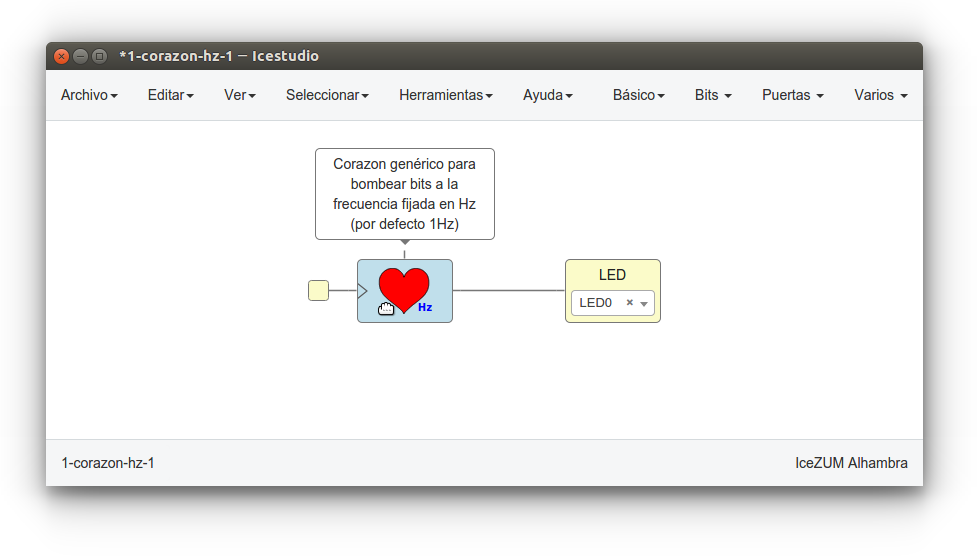 *1-corazon-hz-1 – Icestudio
Archivo Editar Ver Seleccionar Herramientas Ayuda Básico Bits Puertas Varios
Corazon genérico para
bombear bits a la
frecuencia fijada en Hz
(por defecto 1Hz)
Hz
LED
LED0
1-corazon-hz-1 IceZUM Alhambra